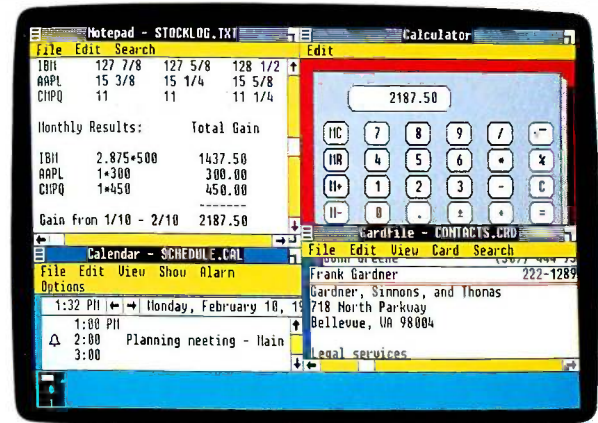 Notepad - STOCKLOG.TXT
File Edit Search
IBM 127 7/8 127 5/8 128 1/2
AAPL 15 3/8 15 1/4 15 5/8
CMPQ 11 11 11 1/4
Monthly Results: Total Gain
IBM 2.875*500 1437.50
AAPL 1*300 300.00
CMPQ 1*450 450.00
-------
Gain from 1/10 - 2/10 2187.50
Calculator
Edit
2187.50
MC 7 8 9 /
MR 4 5 6 * %
M+ 1 2 3 - C
M- 0 . ± + =
Calendar - SCHEDULE.CAL
File Edit View Show Alarm
Options
1:32 PM ← → Monday, February 10, 19
1:00 PM
2:00 Planning meeting - Main
3:00
CardFile - CONTACTS.CRD
File Edit View Card Search
Frank Gardner 222-1289
Gardner, Simmons, and Thomas
718 North Parkway
Bellevue, WA 98004
Legal services